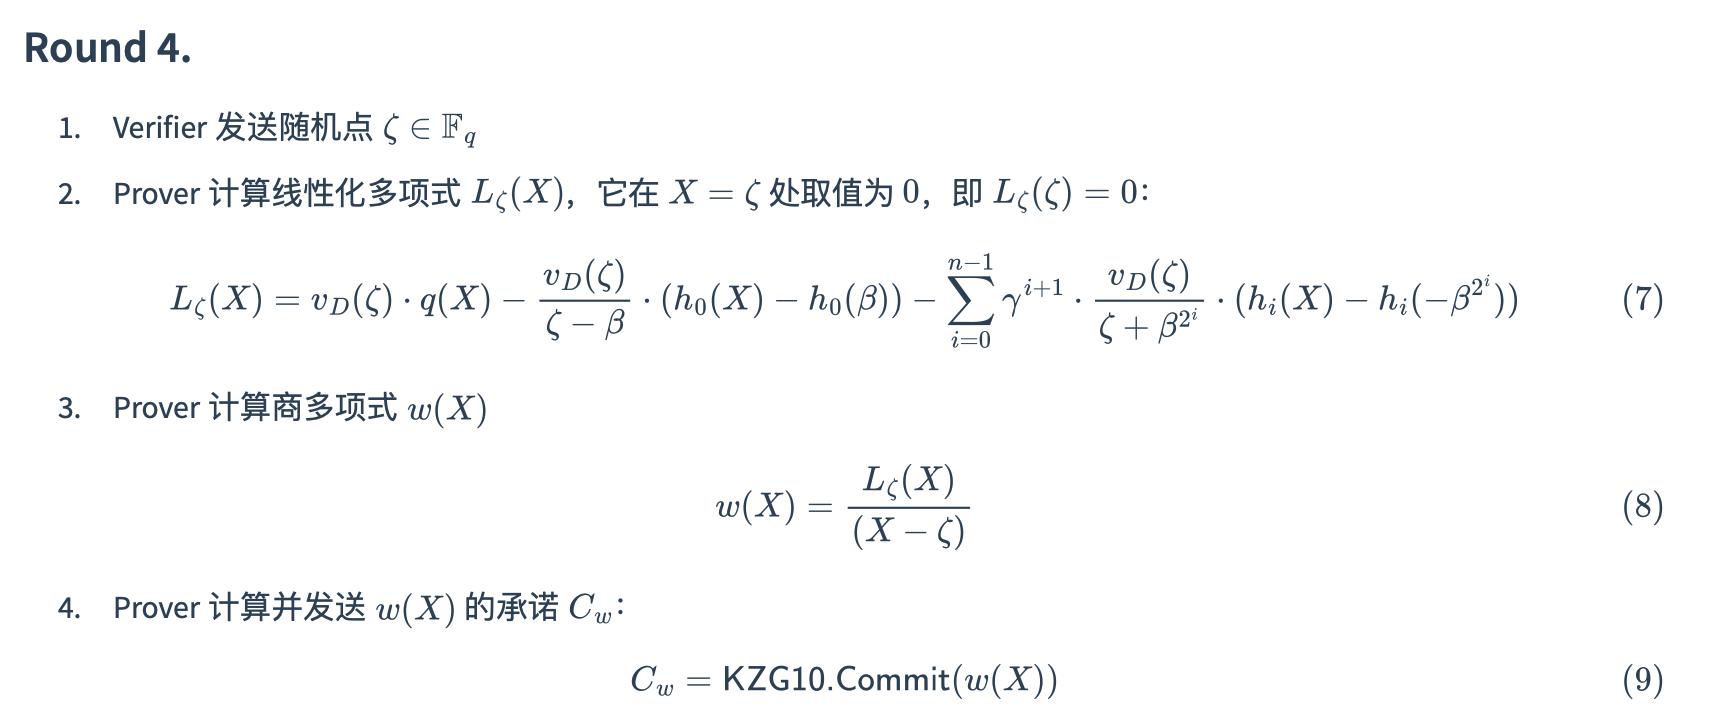 Round 4.
1. Verifier 发送随机点 $\zeta \in \mathbb{F}_q$
2. Prover 计算线性化多项式 $L_\zeta(X)$，它在 $X = \zeta$ 处取值为 $0$，即 $L_\zeta(\zeta) = 0$：
$L_\zeta(X) = v_D(\zeta) \cdot q(X) - \frac{v_D(\zeta)}{\zeta - \beta} \cdot (h_0(X) - h_0(\beta)) - \sum_{i=0}^{n-1} \gamma^{i+1} \cdot \frac{v_D(\zeta)}{\zeta + \beta^{2^i}} \cdot (h_i(X) - h_i(-\beta^{2^i}))$ (7)
3. Prover 计算商多项式 $w(X)$
$w(X) = \frac{L_\zeta(X)}{(X - \zeta)}$ (8)
4. Prover 计算并发送 $w(X)$ 的承诺 $C_w$：
$C_w = \mathsf{KZG10.Commit}(w(X))$ (9)